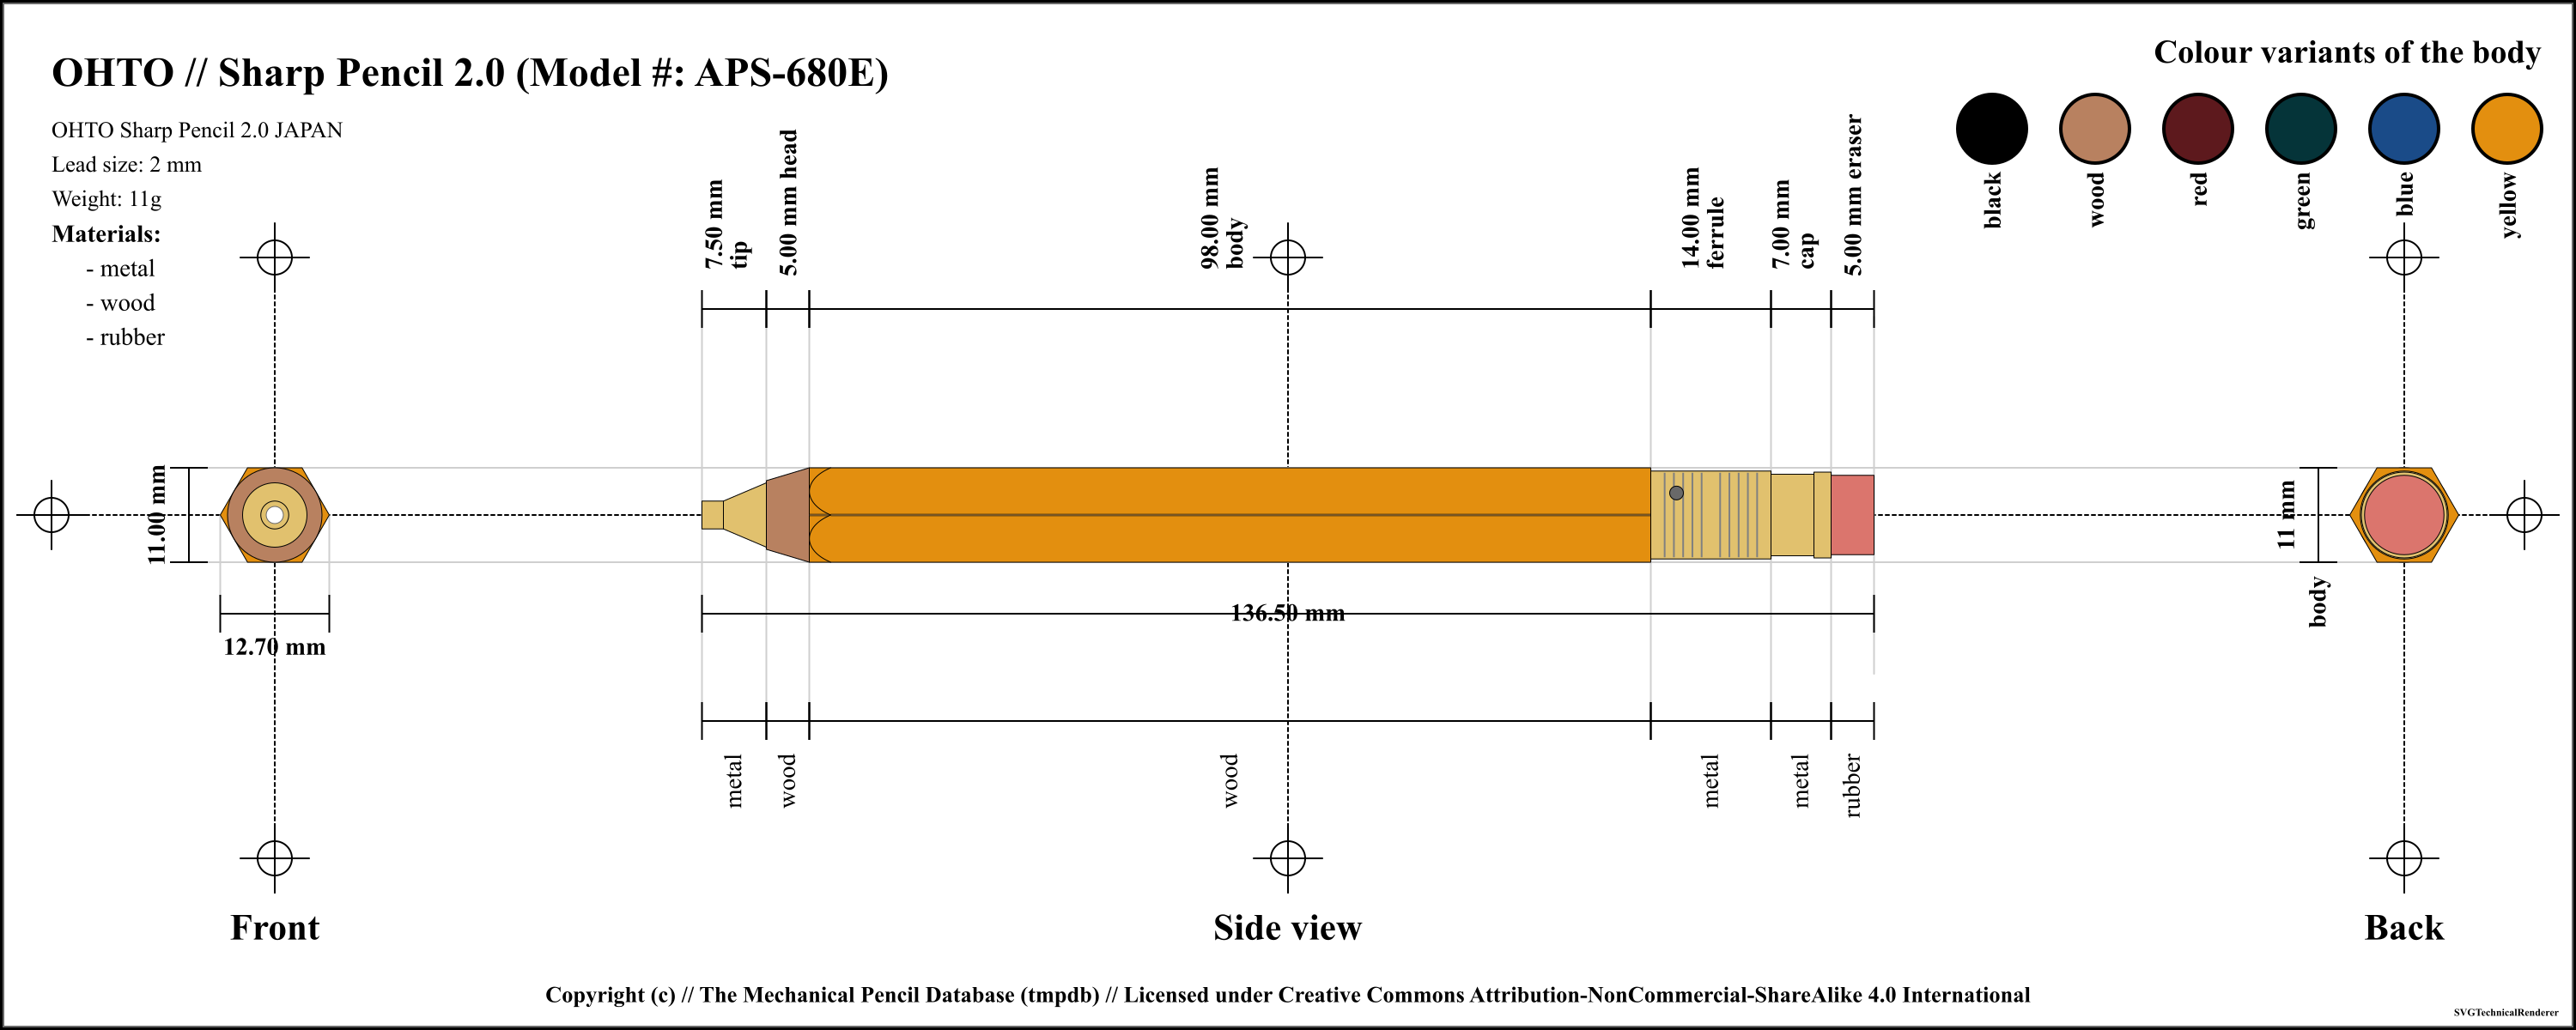 OHTO // Sharp Pencil 2.0 (Model #: APS-680E)
OHTO Sharp Pencil 2.0 JAPAN
Lead size: 2 mm
Weight: 11g
Materials:
- metal
- wood
- rubber
Colour variants of the body
black
wood
red
green
blue
yellow
7.50 mm
tip
5.00 mm head
98.00 mm
body
14.00 mm
ferrule
7.00 mm
cap
5.00 mm eraser
11.00 mm
12.70 mm
136.50 mm
11 mm
body
metal
wood
wood
metal
metal
rubber
Front
Side view
Back
Copyright (c) // The Mechanical Pencil Database (tmpdb) // Licensed under Creative Commons Attribution-NonCommercial-ShareAlike 4.0 International
SVGTechnicalRenderer